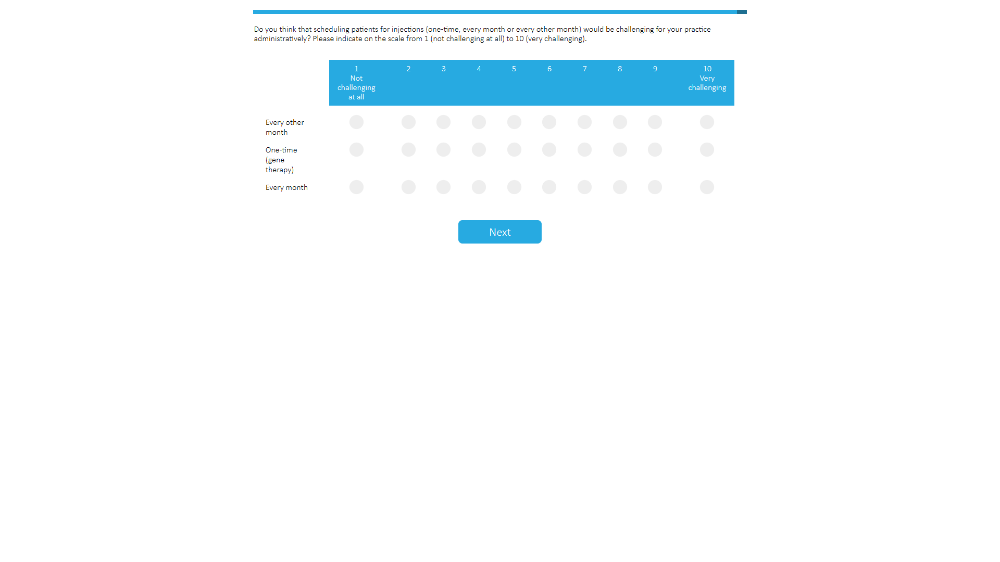 Do you think that scheduling patients for injections (one-time, every month or every other month) would be challenging for your practice
administratively? Please indicate on the scale from 1 (not challenging at all) to 10 (very challenging).
1 2 3 4 5 6 7 8 9 10
Not Very
challenging challenging
at all
Every other
month
One-time
(gene
therapy)
Every month
Next